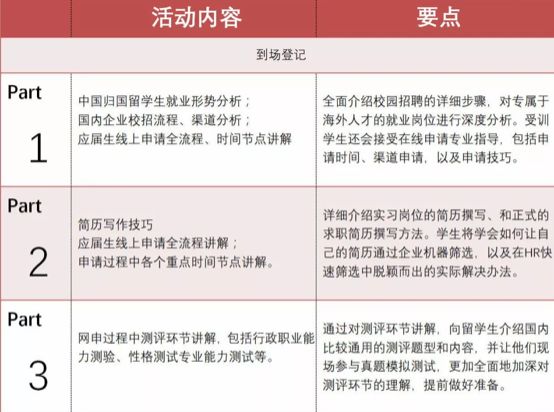 活动内容
要点
到场登记
Part
1
中国归国留学生就业形势分析；
国内企业校招流程、渠道分析；
应届生线上申请全流程、时间节点讲解
全面介绍校园招聘的详细步骤，对专属于
海外人才的就业岗位进行深度分析。受训
学生还会接受在线申请专业指导，包括申
请时间、渠道申请，以及申请技巧。
Part
2
简历写作技巧
应届生线上申请全流程讲解；
申请过程中各个重点时间节点讲解。
详细介绍实习岗位的简历撰写、和正式的
求职简历撰写方法。学生将学会如何让自
己的简历通过企业机器筛选，以及在HR快
速筛选中脱颖而出的实际解决办法。
Part
3
网申过程中测评环节讲解，包括行政职业能
力测验、性格测试专业能力测试等。
通过对测评环节讲解，向留学生介绍国内
比较通用的测评题型和内容，并让他们现
场参与真题模拟测试，更加全面地加深对
测评环节的理解，提前做好准备。